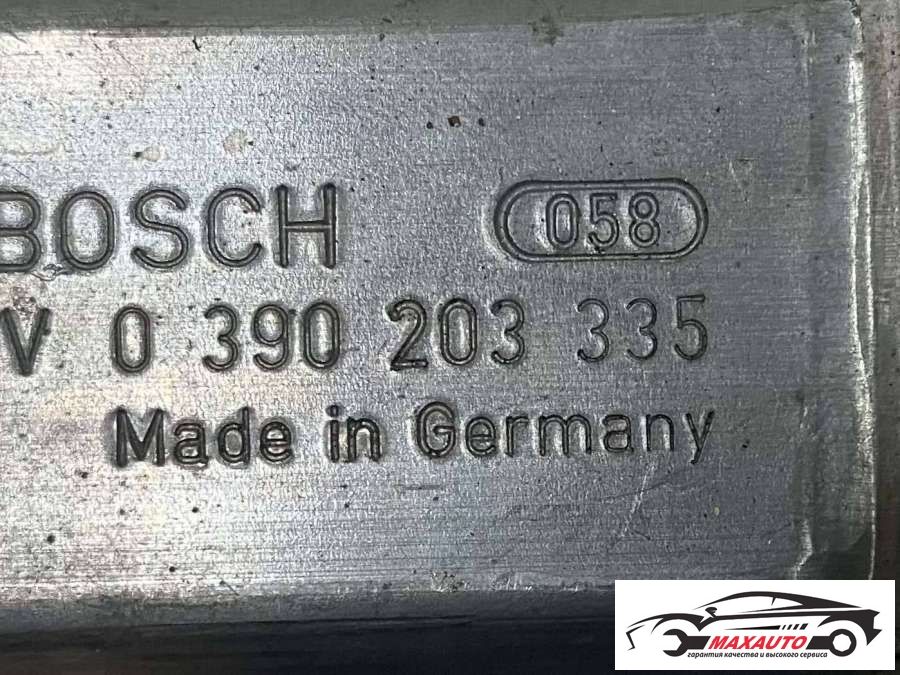 BOSCH 058
V 0 390 203 335
Made in Germany
MAXAUTO
гарантия качества и высокого сервиса